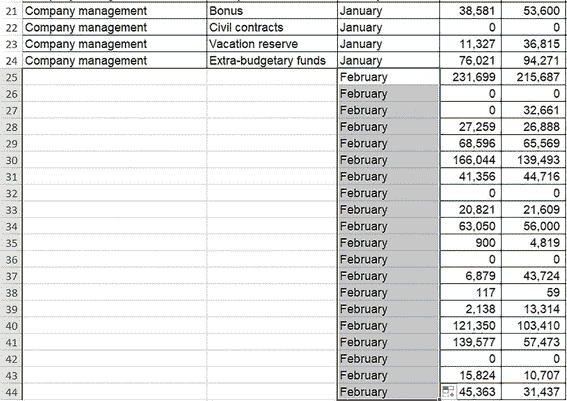 21 Company management Bonus January 38,581 53,600
22 Company management Civil contracts January 0 0
23 Company management Vacation reserve January 11,327 36,815
24 Company management Extra-budgetary funds January 76,021 94,271
25 February 231,699 215,687
26 February 0 0
27 February 0 32,661
28 February 27,259 26,888
29 February 68,596 65,569
30 February 166,044 139,493
31 February 41,356 44,716
32 February 0 0
33 February 20,821 21,609
34 February 63,050 56,000
35 February 900 4,819
36 February 0 0
37 February 6,879 43,724
38 February 117 59
39 February 2,138 13,314
40 February 121,350 103,410
41 February 139,577 57,473
42 February 0 0
43 February 15,824 10,707
44 February 45,363 31,437